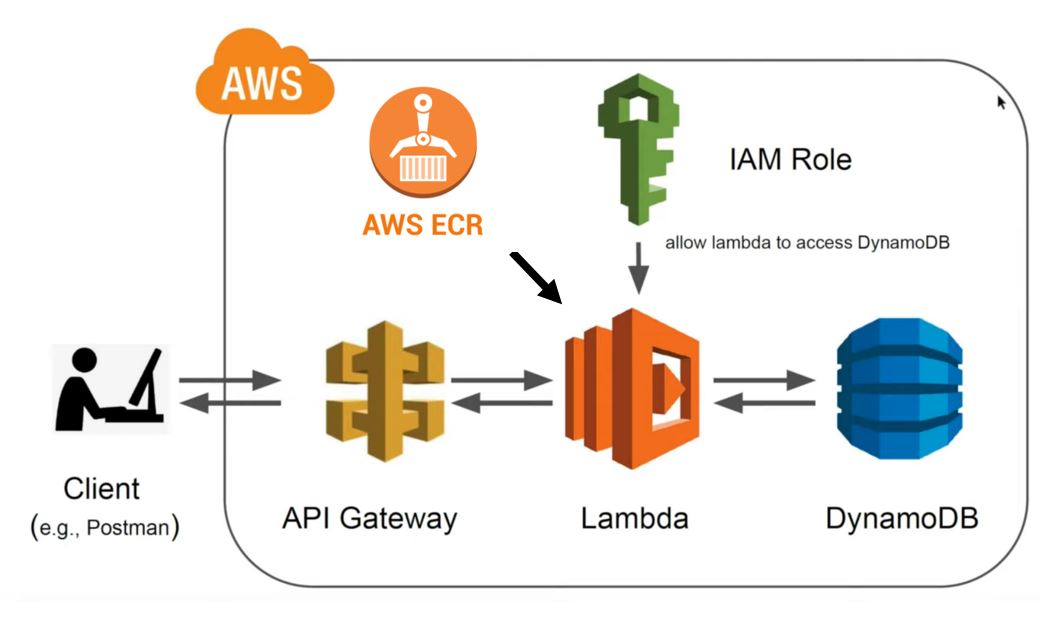 AWS
AWS ECR
IAM Role
allow lambda to access DynamoDB
Client
(e.g., Postman)
API Gateway
Lambda
DynamoDB